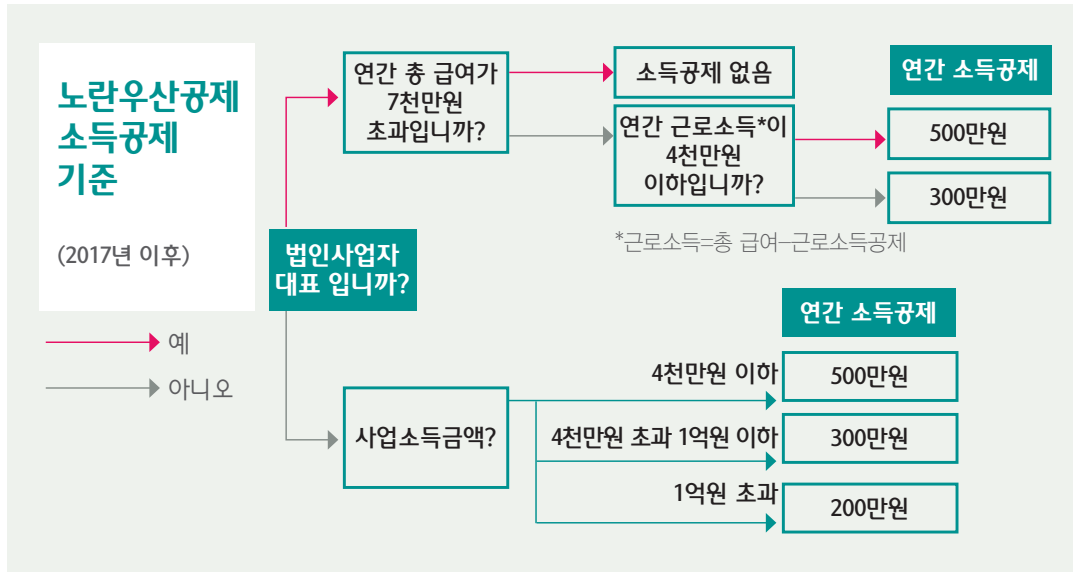 노란우산공제
소득공제
기준
(2017년 이후)
예
아니오
법인사업자
대표 입니까?
연간 총 급여가
7천만원
초과입니까?
소득공제 없음
연간 근로소득*이
4천만원
이하입니까?
연간 소득공제
500만원
300만원
*근로소득=총 급여-근로소득공제
사업소득금액?
연간 소득공제
4천만원 이하
500만원
4천만원 초과 1억원 이하
300만원
1억원 초과
200만원